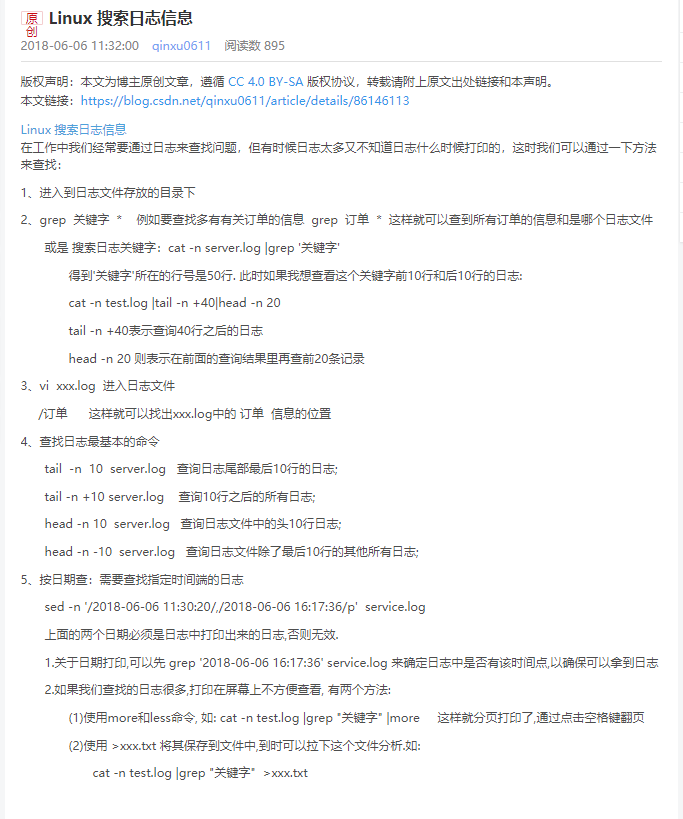 原创 Linux 搜索日志信息
2018-06-06 11:32:00 qinxu0611 阅读数 895
版权声明：本文为博主原创文章，遵循 CC 4.0 BY-SA 版权协议，转载请附上原文出处链接和本声明。
本文链接：https://blog.csdn.net/qinxu0611/article/details/86146113
Linux 搜索日志信息
在工作中我们经常要通过日志来查找问题，但有时候日志太多又不知道日志什么时候打印的，这时我们可以通过一下方法
来查找：
1、进入到日志文件存放的目录下
2、grep 关键字 * 例如要查找多有有关订单的信息 grep 订单 * 这样就可以查到所有订单的信息和是哪个日志文件
或是 搜索日志关键字：cat -n server.log |grep '关键字'
得到'关键字'所在的行号是50行. 此时如果我想查看这个关键字前10行和后10行的日志:
cat -n test.log |tail -n +40|head -n 20
tail -n +40表示查询40行之后的日志
head -n 20 则表示在前面的查询结果里再查前20条记录
3、vi xxx.log 进入日志文件
/订单 这样就可以找出xxx.log中的 订单 信息的位置
4、查找日志最基本的命令
tail -n 10 server.log 查询日志尾部最后10行的日志;
tail -n +10 server.log 查询10行之后的所有日志;
head -n 10 server.log 查询日志文件中的头10行日志;
head -n -10 server.log 查询日志文件除了最后10行的其他所有日志;
5、按日期查：需要查找指定时间端的日志
sed -n '/2018-06-06 11:30:20/,/2018-06-06 16:17:36/p' service.log
上面的两个日期必须是日志中打印出来的日志,否则无效.
1.关于日期打印,可以先 grep '2018-06-06 16:17:36' service.log 来确定日志中是否有该时间点,以确保可以拿到日志
2.如果我们查找的日志很多,打印在屏幕上不方便查看, 有两个方法:
(1)使用more和less命令, 如: cat -n test.log |grep "关键字" |more 这样就分页打印了,通过点击空格键翻页
(2)使用 >xxx.txt 将其保存到文件中,到时可以拉下这个文件分析.如:
cat -n test.log |grep "关键字" >xxx.txt